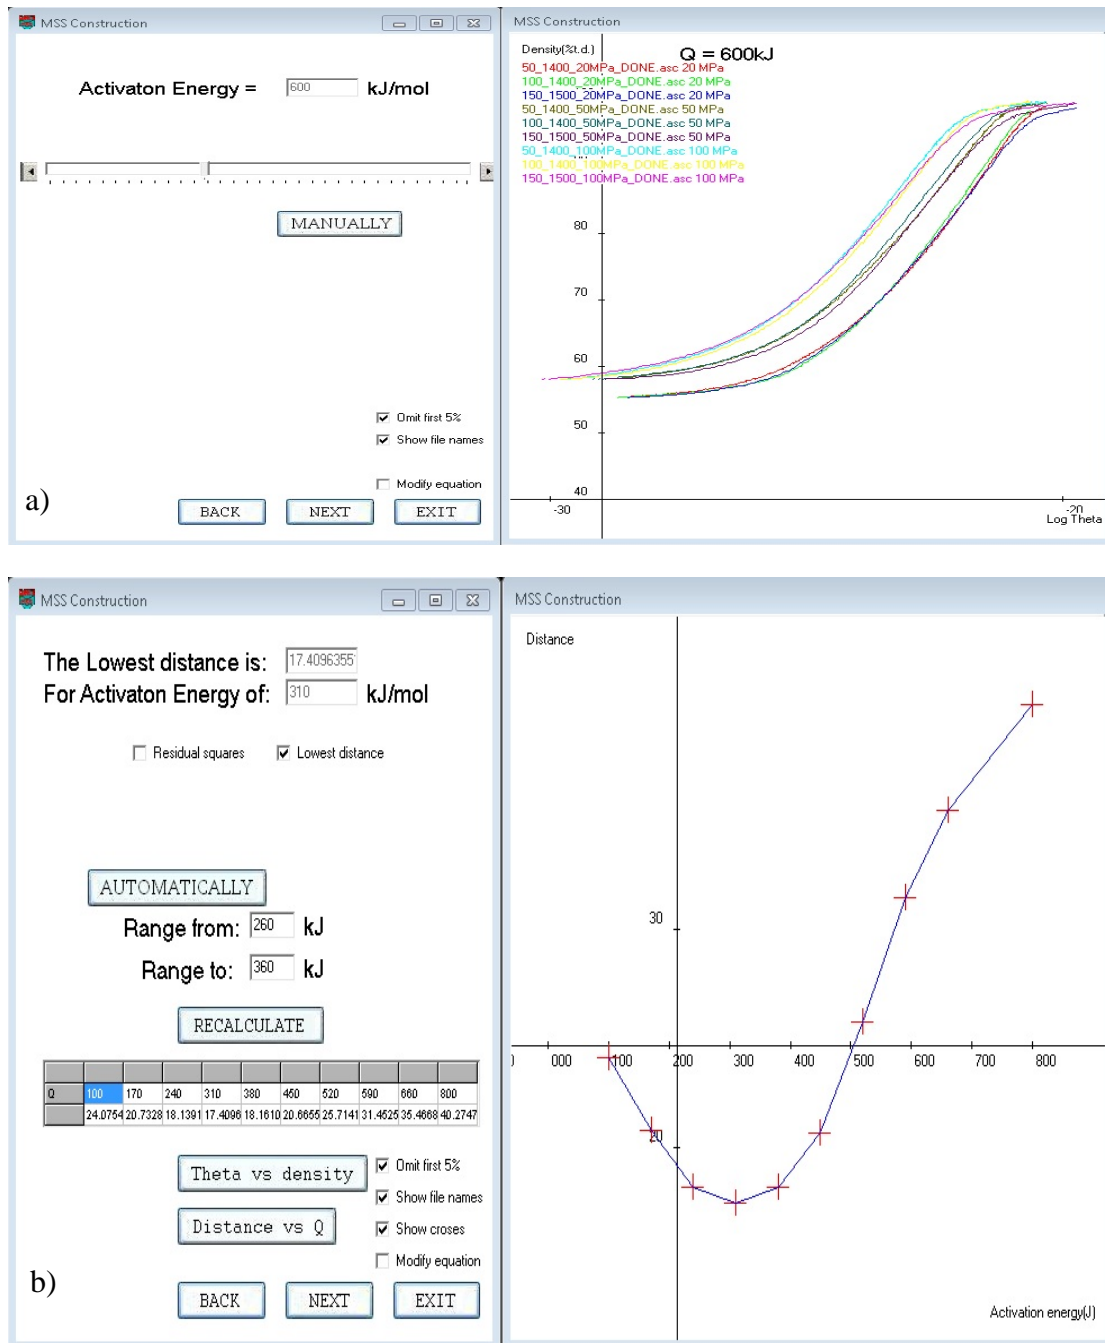 MSS Construction
Activaton Energy = 600 kJ/mol
MANUALLY
Omit first 5%
Show file names
Modify equation
a)
BACK NEXT EXIT
MSS Construction
Density(%t.d.)
Q = 600kJ
50_1400_20MPa_DONE.asc 20 MPa
100_1400_20MPa_DONE.asc 20 MPa
150_1500_20MPa_DONE.asc 20 MPa
50_1400_50MPa_DONE.asc 50 MPa
100_1400_50MPa_DONE.asc 50 MPa
150_1500_50MPa_DONE.asc 50 MPa
50_1400_100MPa_DONE.asc 100 MPa
100_1400_100MPa_DONE.asc 100 MPa
150_1500_100MPa_DONE.asc 100 MPa
80
70
60
50
40
-30 -20
Log Theta
MSS Construction
The Lowest distance is: 17.4096355
For Activaton Energy of: 310 kJ/mol
Residual squares Lowest distance
AUTOMATICALLY
Range from: 260 kJ
Range to: 360 kJ
RECALCULATE
Q 100 170 240 310 380 450 520 590 660 800
24.0754 20.7328 18.1391 17.4096 18.1610 20.6655 25.7141 31.4525 35.4668 40.2747
Theta vs density
Omit first 5%
Show file names
Distance vs Q
Show croses
Modify equation
b)
BACK NEXT EXIT
MSS Construction
Distance
30
0 000 100 200 300 400 500 600 700 800
20
Activation energy(J)